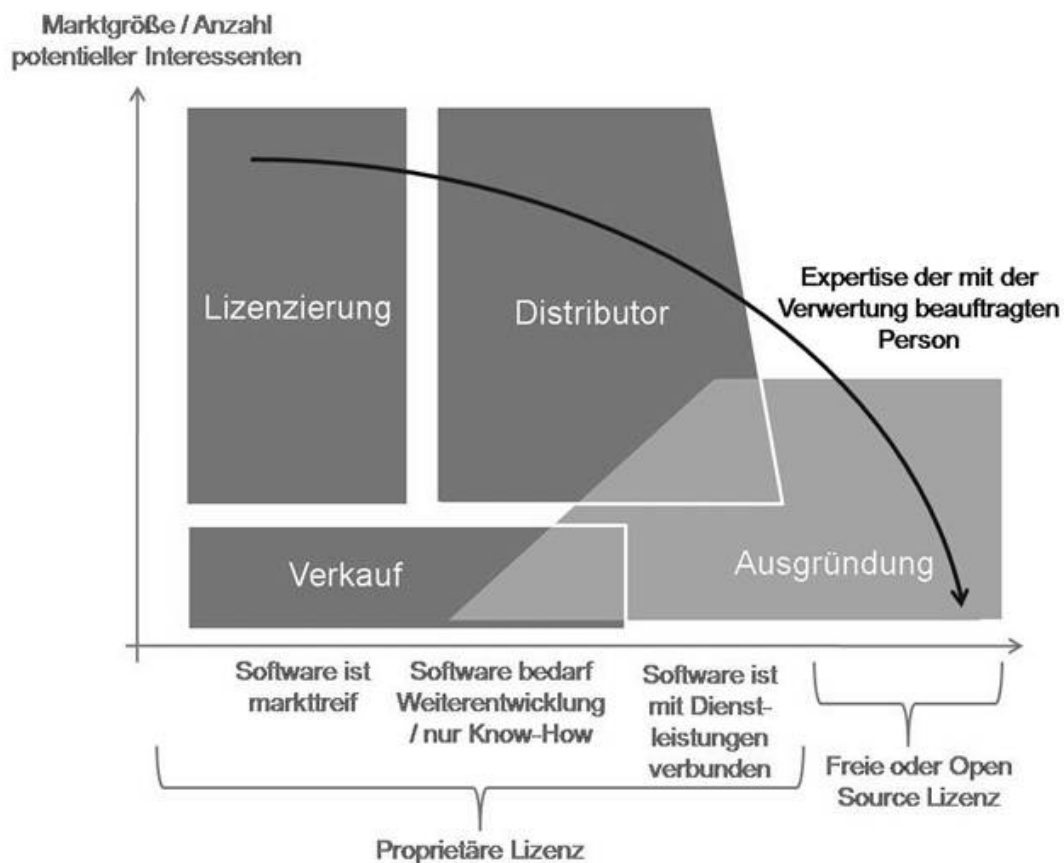 Marktgröße / Anzahl
potentieller Interessenten
Lizenzierung
Distributor
Expertise der mit der
Verwertung beauftragten
Person
Verkauf
Ausgründung
Software ist
markttreif
Software bedarf
Weiterentwicklung
/ nur Know-How
Software ist
mit Dienst-
leistungen
verbunden
Freie oder Open
Source Lizenz
Proprietäre Lizenz